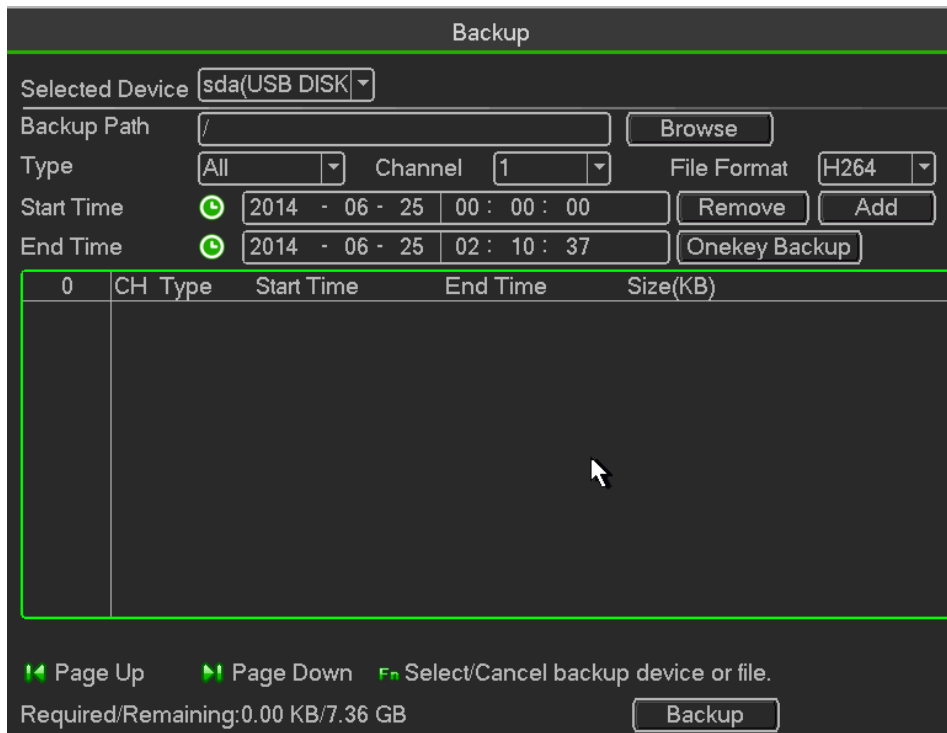 Backup
Selected Device sda(USB DISK
Backup Path / Browse
Type All Channel 1 File Format H264
Start Time 2014 - 06 - 25 00 : 00 : 00 Remove Add
End Time 2014 - 06 - 25 02 : 10 : 37 Onekey Backup
0 CH Type Start Time End Time Size(KB)
Page Up Page Down Fn Select/Cancel backup device or file.
Required/Remaining:0.00 KB/7.36 GB Backup